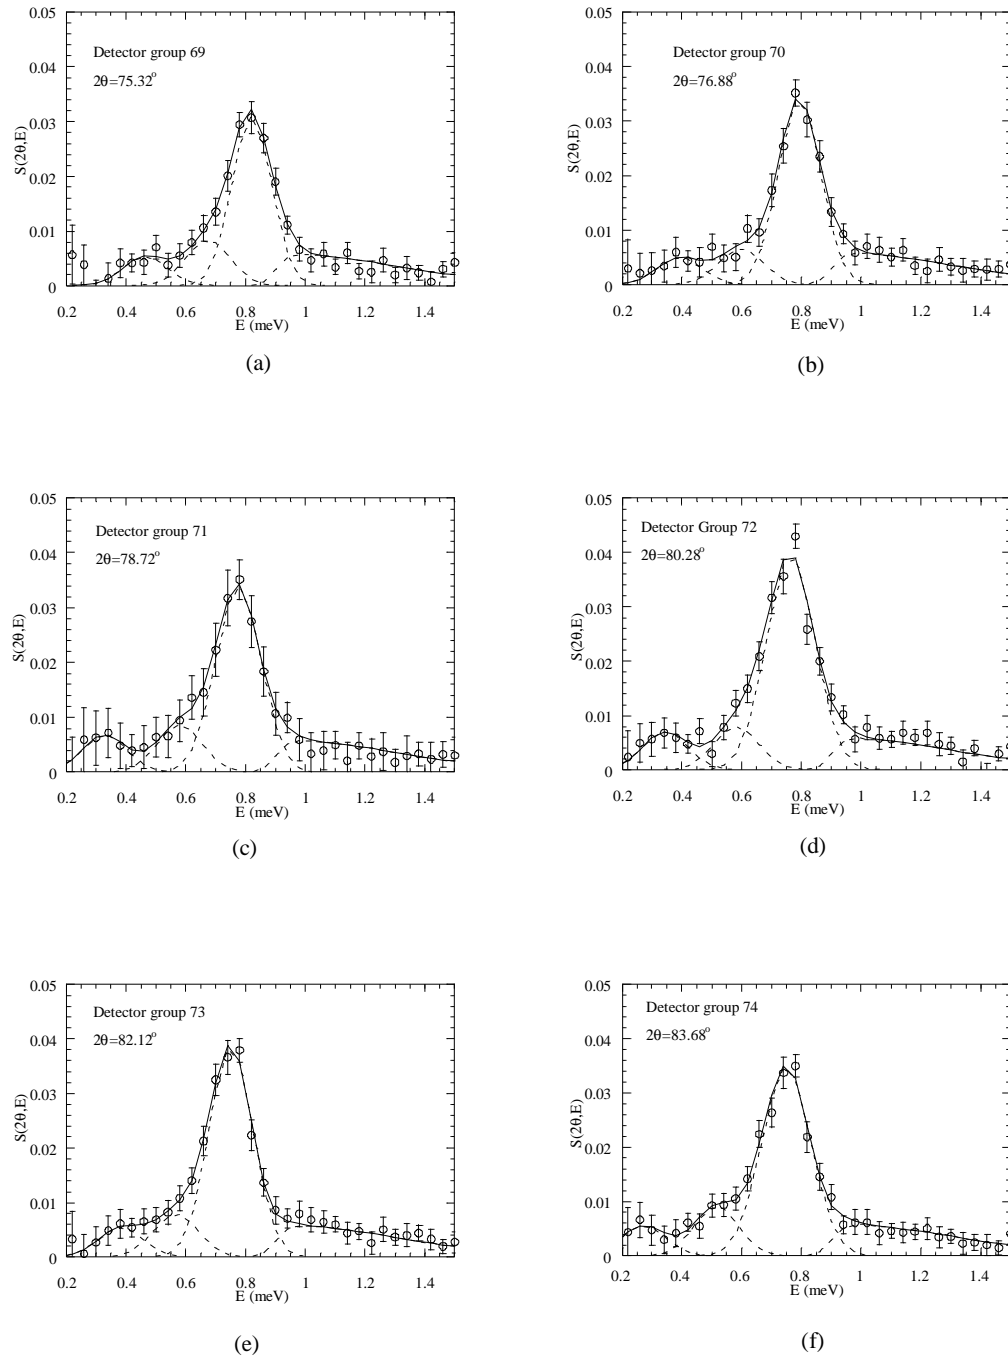 0.05
Detector group 69
0.04
2θ=75.32°
0.03
S(2θ,E)
0.02
0.01
0
0.2 0.4 0.6 0.8 1 1.2 1.4
E (meV)
(a)
0.05
Detector group 70
0.04
2θ=76.88°
0.03
S(2θ,E)
0.02
0.01
0
0.2 0.4 0.6 0.8 1 1.2 1.4
E (meV)
(b)
0.05
Detector group 71
0.04
2θ=78.72°
0.03
S(2θ,E)
0.02
0.01
0
0.2 0.4 0.6 0.8 1 1.2 1.4
E (meV)
(c)
0.05
Detector Group 72
0.04
2θ=80.28°
0.03
S(2θ,E)
0.02
0.01
0
0.2 0.4 0.6 0.8 1 1.2 1.4
E (meV)
(d)
0.05
Detector group 73
0.04
2θ=82.12°
0.03
S(2θ,E)
0.02
0.01
0
0.2 0.4 0.6 0.8 1 1.2 1.4
E (meV)
(e)
0.05
Detector group 74
0.04
2θ=83.68°
0.03
S(2θ,E)
0.02
0.01
0
0.2 0.4 0.6 0.8 1 1.2 1.4
E (meV)
(f)